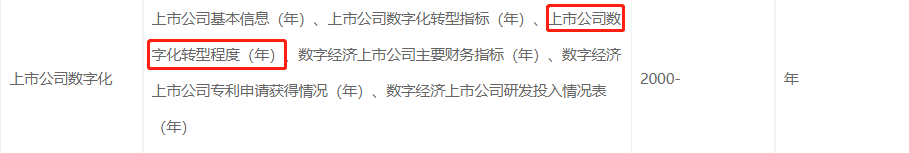 上市公司基本信息（年）、上市公司数字化转型指标（年）、上市公司数
字化转型程度（年）、数字经济上市公司主要财务指标（年）、数字经济
上市公司数字化
2000-
年
上市公司专利申请获得情况（年）、数字经济上市公司研发投入情况表
（年）